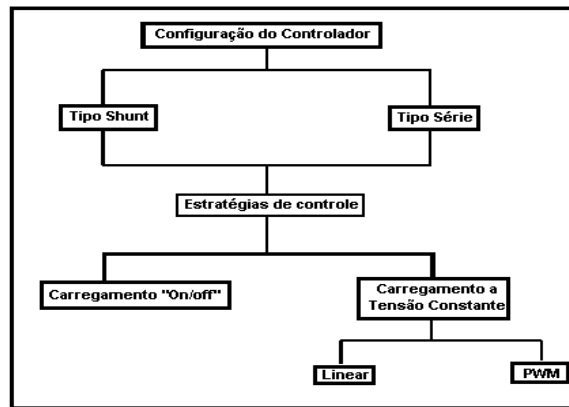 Configuração do Controlador
Tipo Shunt
Tipo Série
Estratégias de controle
Carregamento "On/off"
Carregamento a
Tensão Constante
Linear
PWM